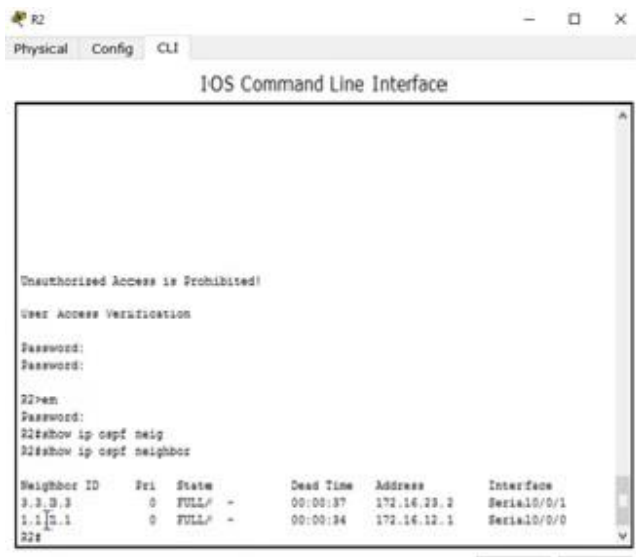 R2
Physical Config CLI
IOS Command Line Interface
Unauthorized Access is Prohibited!
User Access Verification
Password:
Password:
R2>en
Password:
R2#show ip ospf neig
R2#show ip ospf neighbor
Neighbor ID Pri State Dead Time Address Interface
3.3.3.3 0 FULL/ - 00:00:37 172.16.23.2 Serial0/0/1
1.1.1.1 0 FULL/ - 00:00:34 172.16.12.1 Serial0/0/0
R2#